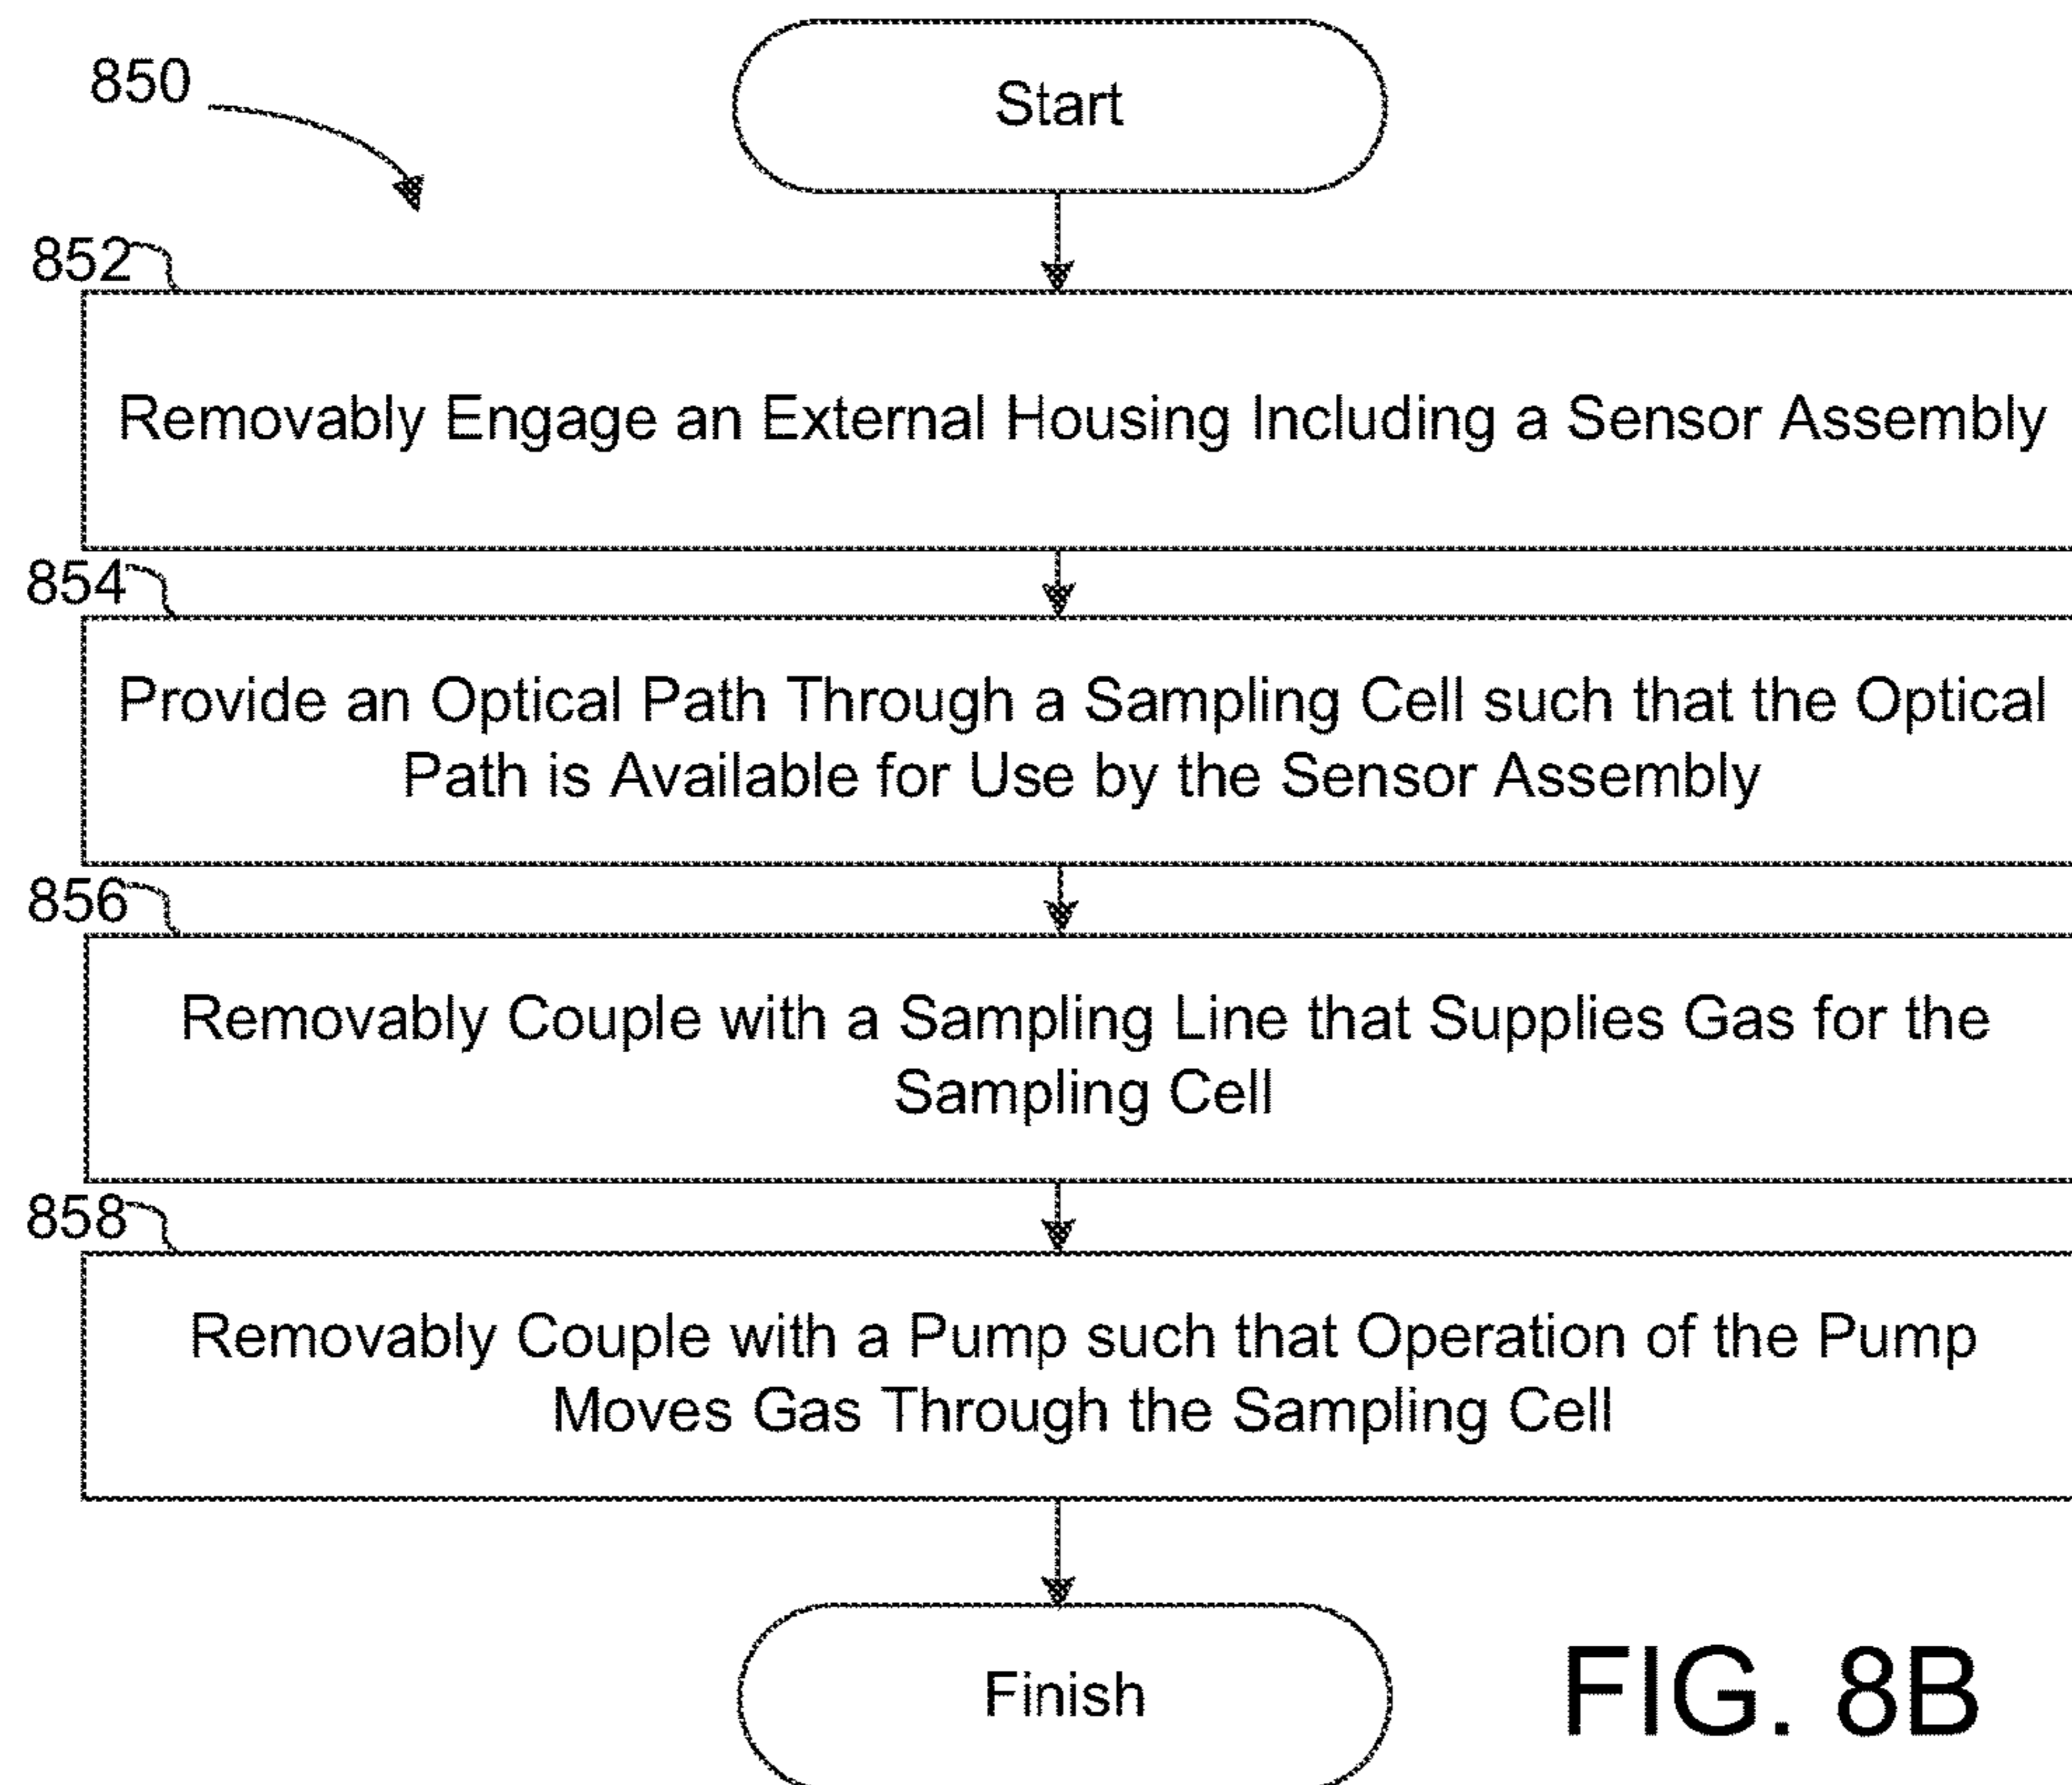 850
Start
852
Removably Engage an External Housing Including a Sensor Assembly
854
Provide an Optical Path Through a Sampling Cell such that the Optical
Path is Available for Use by the Sensor Assembly
856
Removably Couple with a Sampling Line that Supplies Gas for the
Sampling Cell
858
Removably Couple with a Pump such that Operation of the Pump
Moves Gas Through the Sampling Cell
Finish
FIG. 8B